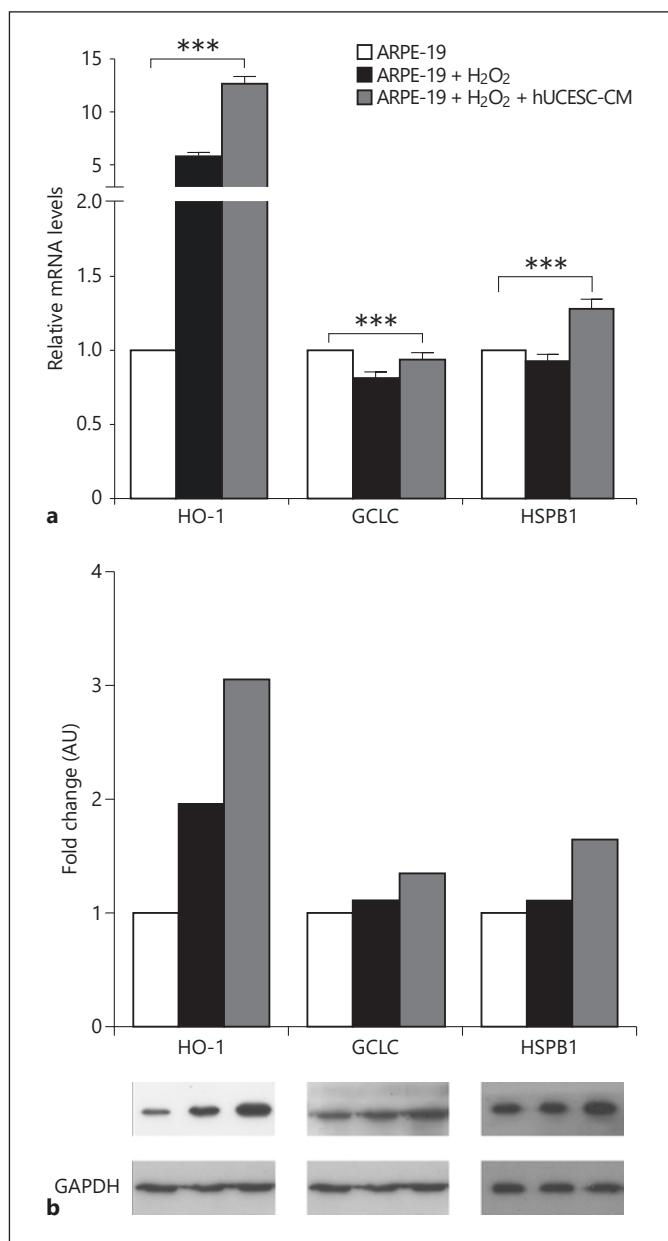 15
10
5
2.0
1.5
1.0
0.5
0
Relative mRNA levels
***
***
***
ARPE-19
ARPE-19 + H₂O₂
ARPE-19 + H₂O₂ + hUCESC-CM
a
HO-1 GCLC HSPB1
4
3
2
1
0
Fold change (AU)
HO-1 GCLC HSPB1
GAPDH
b